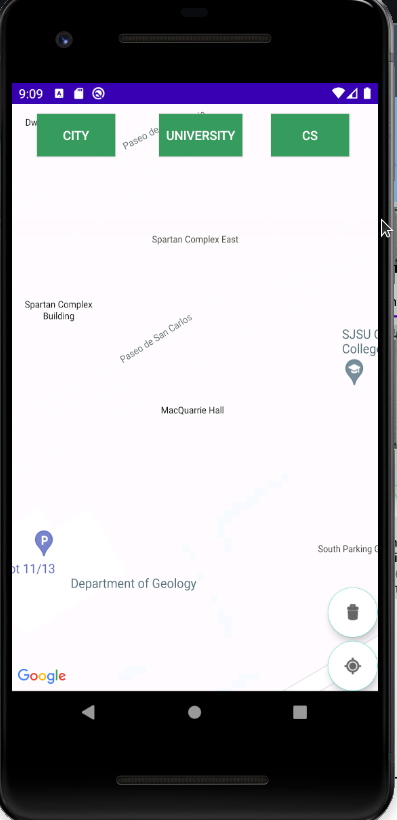 9:09
CITY
UNIVERSITY
CS
Dw
Paseo de
Spartan Complex East
Spartan Complex
Building
Paseo de San Carlos
SJSU C
College
MacQuarrie Hall
P
ot 11/13
South Parking G
Department of Geology
Google